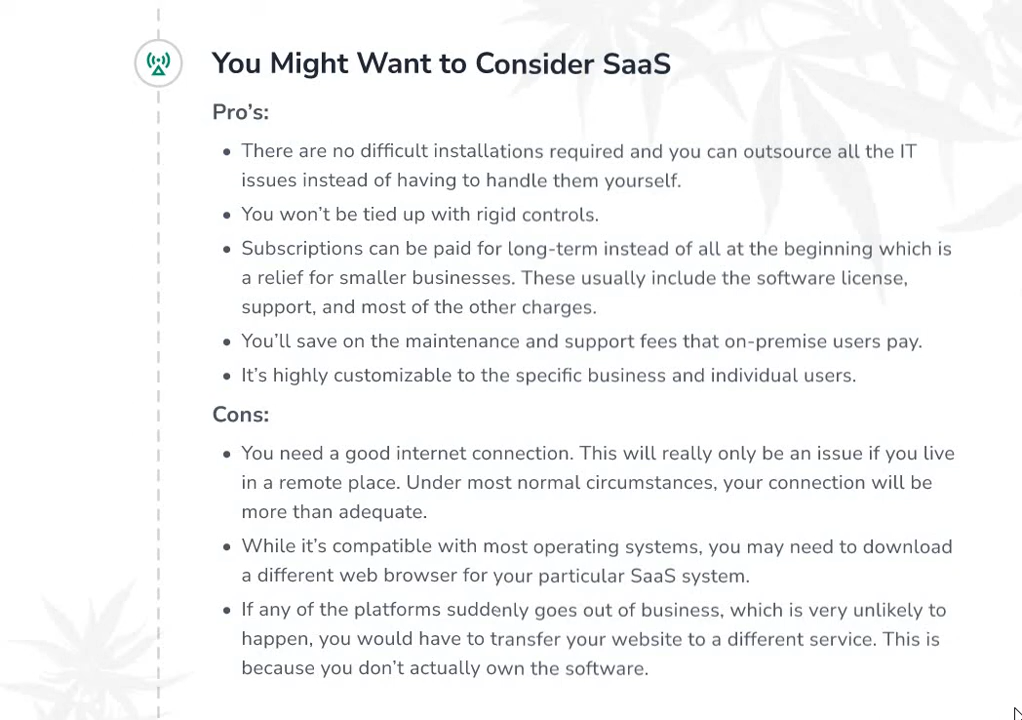 You Might Want to Consider SaaS
Pro’s:
• There are no difficult installations required and you can outsource all the IT
issues instead of having to handle them yourself.
• You won’t be tied up with rigid controls.
• Subscriptions can be paid for long-term instead of all at the beginning which is
a relief for smaller businesses. These usually include the software license,
support, and most of the other charges.
• You’ll save on the maintenance and support fees that on-premise users pay.
• It’s highly customizable to the specific business and individual users.
Cons:
• You need a good internet connection. This will really only be an issue if you live
in a remote place. Under most normal circumstances, your connection will be
more than adequate.
• While it’s compatible with most operating systems, you may need to download
a different web browser for your particular SaaS system.
• If any of the platforms suddenly goes out of business, which is very unlikely to
happen, you would have to transfer your website to a different service. This is
because you don’t actually own the software.